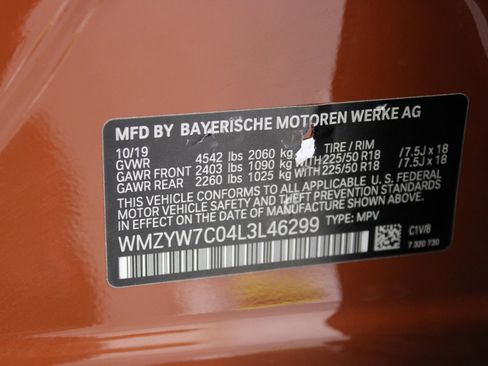 MFD BY BAYERISCHE MOTOREN WERKE AG
10/19 TIRE / RIM
GVWR 4542 lbs 2060 kg
GAWR FRONT 2403 lbs 1090 kg WITH 225/50 R18 /7.5J x 18
GAWR REAR 2260 lbs 1025 kg WITH 225/50 R18 /7.5J x 18
THIS VEHICLE CONFORMS TO ALL APPLICABLE U.S. FEDERAL
MOTOR VEHICLE SAFETY AND THEFT PREVENTION STANDARDS
IN EFFECT ON THE DATE OF MANUFACTURE SHOWN ABOVE.
WMZYW7C04L3L46299 TYPE: MPV
C1V/8
7 320 730